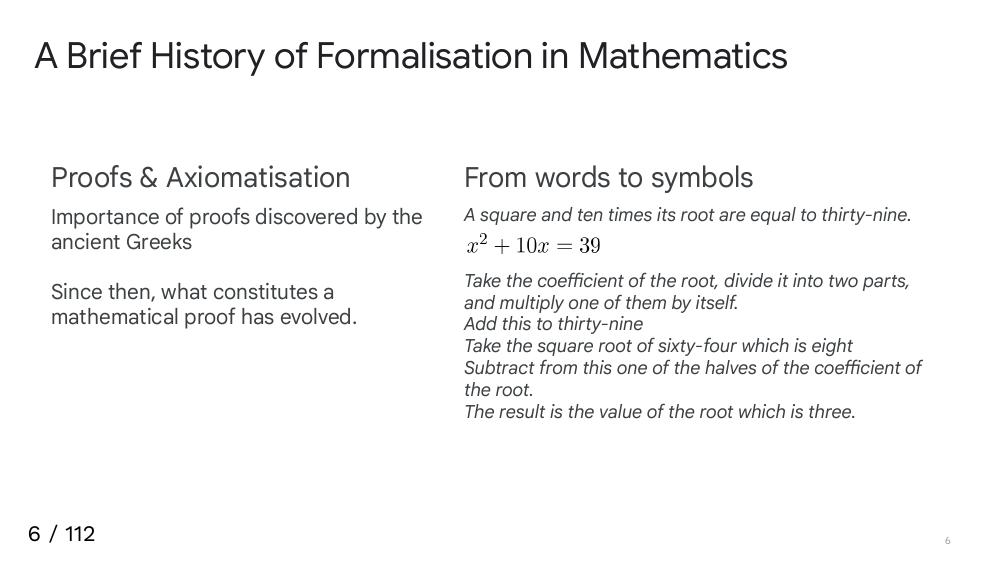 A Brief History of Formalisation in Mathematics
Proofs & Axiomatisation
Importance of proofs discovered by the
ancient Greeks
Since then, what constitutes a
mathematical proof has evolved.
From words to symbols
A square and ten times its root are equal to thirty-nine.
x² + 10x = 39
Take the coefficient of the root, divide it into two parts,
and multiply one of them by itself.
Add this to thirty-nine
Take the square root of sixty-four which is eight
Subtract from this one of the halves of the coefficient of
the root.
The result is the value of the root which is three.
6 / 112
6